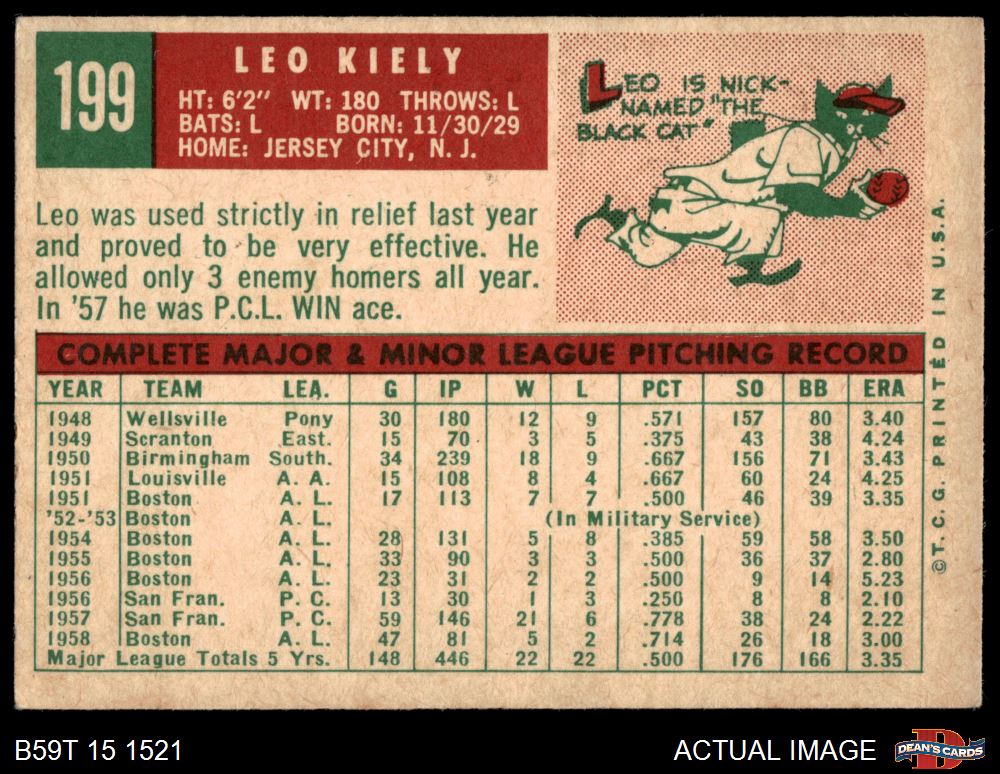 199
LEO KIELY
HT: 6'2" WT: 180 THROWS: L
BATS: L BORN: 11/30/29
HOME: JERSEY CITY, N. J.
LEO IS NICK-
NAMED "THE
BLACK CAT"
Leo was used strictly in relief last year
and proved to be very effective. He
allowed only 3 enemy homers all year.
In '57 he was P.C.L. WIN ace.
COMPLETE MAJOR & MINOR LEAGUE PITCHING RECORD
YEAR TEAM LEA. G IP W L PCT SO BB ERA
1948 Wellsville Pony 30 180 12 9 .571 157 80 3.40
1949 Scranton East. 15 70 3 5 .375 43 38 4.24
1950 Birmingham South. 34 239 18 9 .667 156 71 3.43
1951 Louisville A. A. 15 108 8 4 .667 60 24 4.25
1951 Boston A. L. 17 113 7 7 .500 46 39 3.35
'52-'53 Boston A. L. (In Military Service)
1954 Boston A. L. 28 131 5 8 .385 59 58 3.50
1955 Boston A. L. 33 90 3 3 .500 36 37 2.80
1956 Boston A. L. 23 31 2 2 .500 9 14 5.23
1956 San Fran. P. C. 13 30 1 3 .250 8 8 2.10
1957 San Fran. P. C. 59 146 21 6 .778 38 24 2.22
1958 Boston A. L. 47 81 5 2 .714 26 18 3.00
Major League Totals 5 Yrs. 148 446 22 22 .500 176 166 3.35
©T. C. G. PRINTED IN U.S.A.
B59T 15 1521
ACTUAL IMAGE
D
DEAN'S CARDS